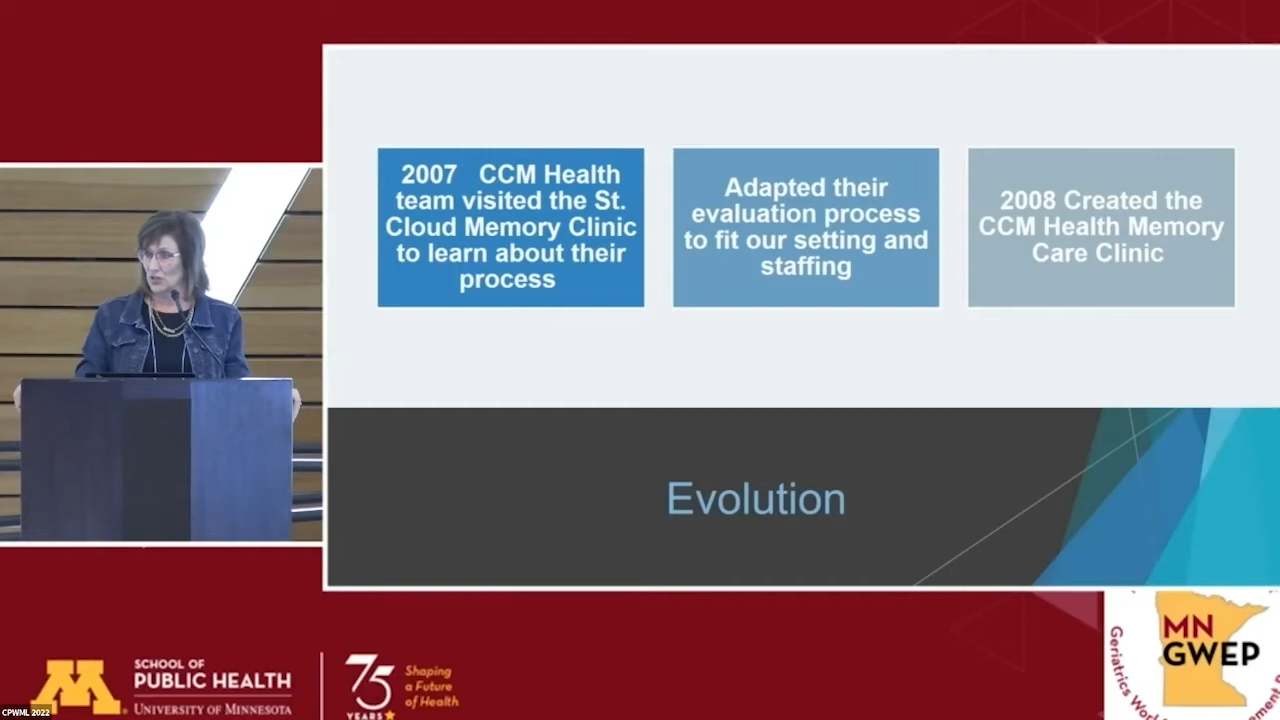 2007 CCM Health
team visited the St.
Cloud Memory Clinic
to learn about their
process
Adapted their
evaluation process
to fit our setting and
staffing
2008 Created the
CCM Health Memory
Care Clinic
Evolution
M
SCHOOL OF
PUBLIC HEALTH
UNIVERSITY OF MINNESOTA
75
YEARS
Shaping
a Future
of Health
MN
GWEP
Geriatrics
CPWML 2022